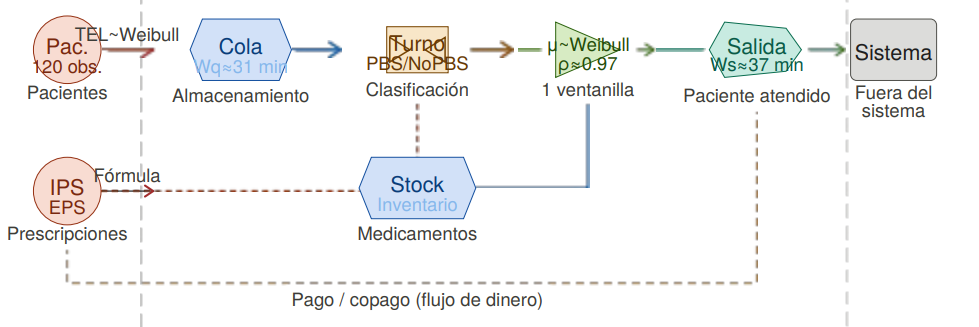 TEL~Weibull
Pac.
120 obs.
Pacientes
Cola
Wq≈31 min
Almacenamiento
Turno
PBS/NoPBS
Clasificación
μ~Weibull
ρ≈0.97
1 ventanilla
Salida
Ws≈37 min
Paciente atendido
Sistema
Fuera del
sistema
Fórmula
IPS
EPS
Prescripciones
Stock
Inventario
Medicamentos
Pago / copago (flujo de dinero)